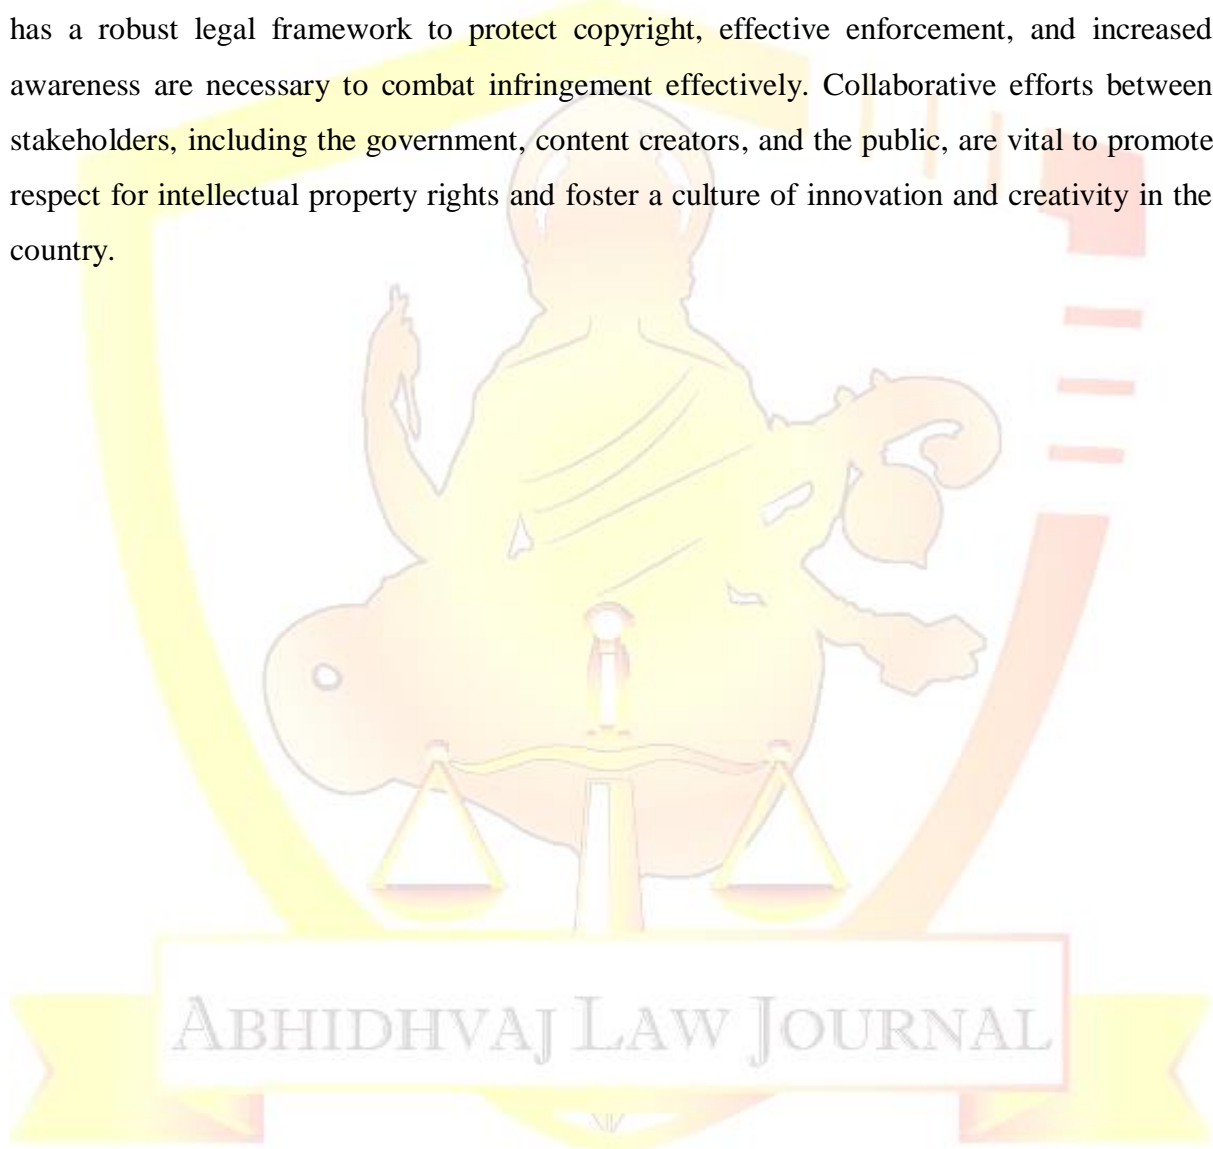 has a robust legal framework to protect copyright, effective enforcement, and increased
awareness are necessary to combat infringement effectively. Collaborative efforts between
stakeholders, including the government, content creators, and the public, are vital to promote
respect for intellectual property rights and foster a culture of innovation and creativity in the
country.
ABHIDHVAJ LAW JOURNAL